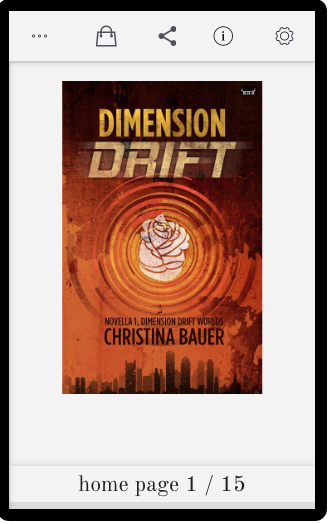 DIMENSION
DRIFT
NOVELLA 1, DIMENSION DRIFT WORLDS
CHRISTINA BAUER
home page 1 / 15